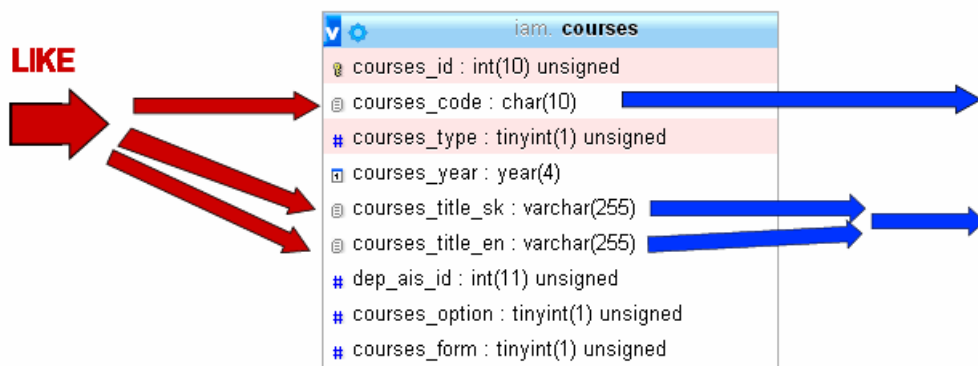 v iam. courses
LIKE
courses_id : int(10) unsigned
courses_code : char(10)
# courses_type : tinyint(1) unsigned
1 courses_year : year(4)
courses_title_sk : varchar(255)
courses_title_en : varchar(255)
# dep_ais_id : int(11) unsigned
# courses_option : tinyint(1) unsigned
# courses_form : tinyint(1) unsigned